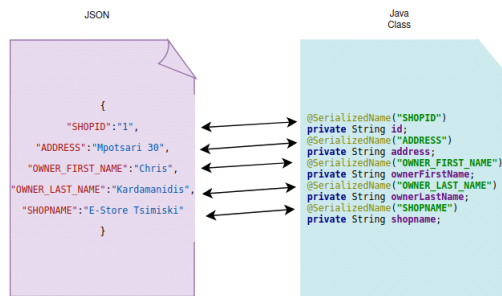 JSON
{
"SHOPID":"1",
"ADDRESS":"Mpotsari 30",
"OWNER_FIRST_NAME":"Chris",
"OWNER_LAST_NAME":"Kardamanidis",
"SHOPNAME":"E-Store Tsimiski"
}
Java
Class
@SerializedName("SHOPID")
private String id;
@SerializedName("ADDRESS")
private String address;
@SerializedName("OWNER_FIRST_NAME")
private String ownerFirstName;
@SerializedName("OWNER_LAST_NAME")
private String ownerLastName;
@SerializedName("SHOPNAME")
private String shopname;